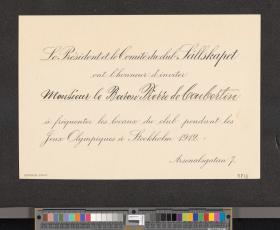 Le Président et le Comité du club Sällskapet
ont l'honneur d'inviter
Monsieur le Baron Pierre de Coubertin
à fréquenter les locaux du club pendant les
Jeux Olympiques à Stockholm 1912.
Arsenalsgatan 7.